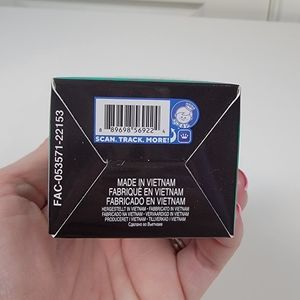 8 89698 56922 4
SCAN. TRACK. MORE!
FAC-053571-22153
MADE IN VIETNAM
FABRIQUÉ EN VIETNAM
FABRICADO EN VIETNAM
HERGESTELLT IN VIETNAM - FABBRICATO IN VIETNAM
FABRICADO NA VIETNAM - VERVAARDIGD IN VIETNAM
PRODUCERET I VIETNAM - TILLVERKAD I VIETNAM
Сделано во Вьетнаме